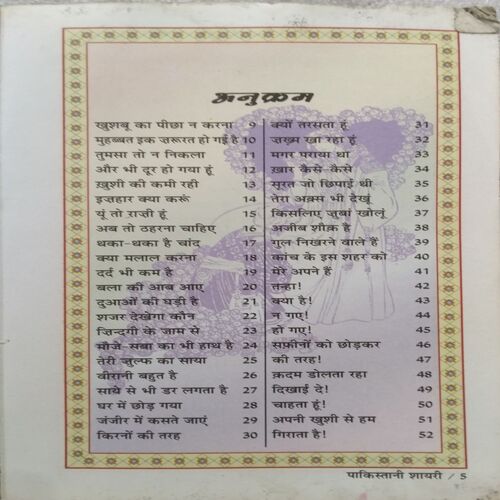 अनुक्रम
खुशबू का पीछा न करना 9
मुहब्बत इक ज़रूरत हो गई है 10
तुमसा तो न निकला 11
और भी दूर हो गया हूं 12
ख़ुशी की कमी रही 13
इज़हार क्या करूं 14
यूं तो राज़ी हूं 15
अब तो ठहरना चाहिए 16
थका-थका है चांद 17
क्या मलाल करना 18
दर्द भी कम है 19
बला की आब आए 20
दुआओं की घड़ी है 21
शजर देखेगा कौन 22
ज़िन्दगी के जाम से 23
मौजे-सबा का भी हाथ है 24
तेरी ज़ुल्फ़ का साया 25
वीरानी बहुत है 26
साये से भी डर लगता है 27
घर में छोड़ गया 28
जंजीर में कसते जाएं 29
किरनों की तरह 30
क्यों तरसता हूं 31
ज़ख़्म खा रहा हूं 32
मगर पराया था 33
ख़ार कैसे-कैसे 34
सूरत जो छिपाई थी 35
तेरा अक्स भी देखूं 36
किसलिए ज़ुबां खोलूं 37
अजीब शौक़ है 38
गुल निखरने वाले हैं 39
कांच के इस शहर को 40
मेरे अपने हैं 41
तन्हा! 42
क्या है! 43
न गए! 44
हो गए! 45
सफ़ीनों को छोड़कर 46
की तरह! 47
क़दम डोलता रहा 48
दिखाई दे! 49
चाहता हूं! 50
अपनी खुशी से हम 51
गिराता है! 52
पाकिस्तानी शायरी / 5